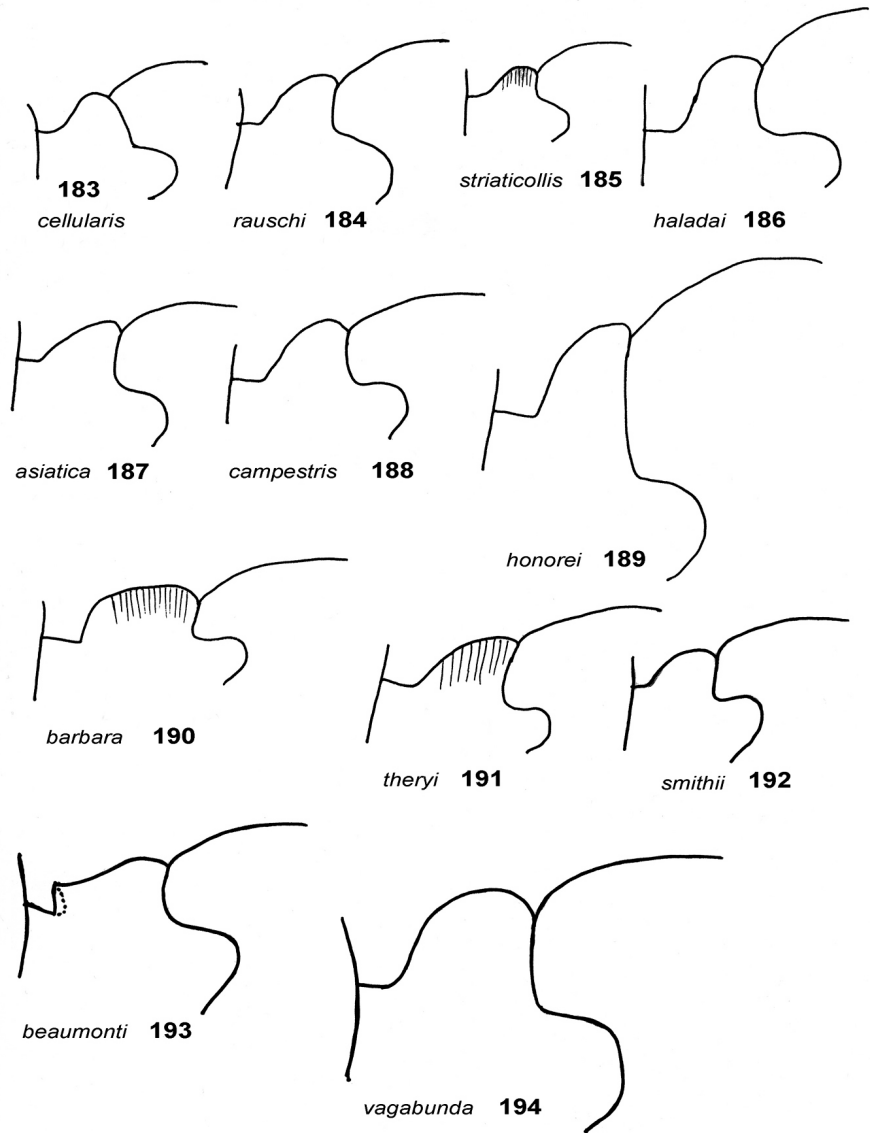 183
cellularis
rauschi 184
striaticollis 185
haladai 186
asiatica 187
campestris 188
honorei 189
barbara 190
theryi 191
smithii 192
beaumonti 193
vagabunda 194